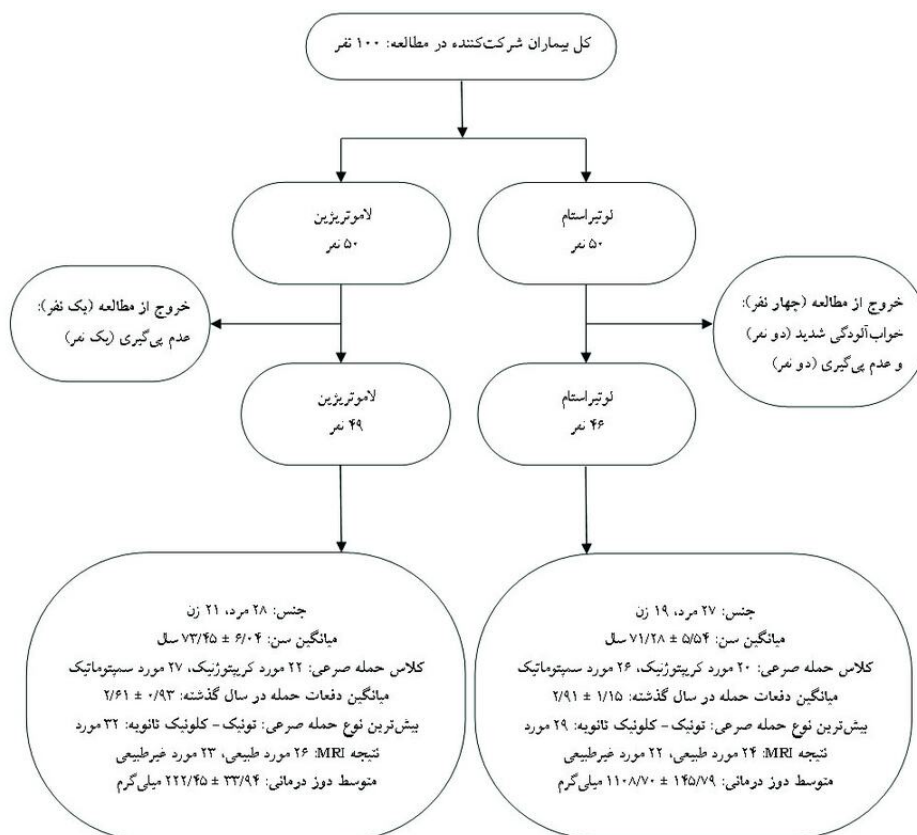 کل بیماران شرکت‌کننده در مطالعه: ۱۰۰ نفر
لوتیراستام
۵۰ نفر
لاموتریژین
۵۰ نفر
خروج از مطالعه (چهار نفر):
خواب‌آلودگی شدید (دو نفر)
و عدم پی‌گیری (دو نفر)
خروج از مطالعه (یک نفر):
عدم پی‌گیری (یک نفر)
لوتیراستام
۴۶ نفر
لاموتریژین
۴۹ نفر
جنس: ۲۷ مرد، ۱۹ زن
میانگین سن: ۵/۵۴ ± ۷۱/۲۸ سال
کلاس حمله صرعی: ۲۰ مورد کریپتوژنیک، ۲۶ مورد سمپتوماتیک
میانگین دفعات حمله در سال گذشته: ۱/۱۵ ± ۲/۹۱
بیش‌ترین نوع حمله صرعی: تونیک - کلونیک ثانویه: ۲۹ مورد
نتیجه MRI: ۲۴ مورد طبیعی، ۲۲ مورد غیرطبیعی
متوسط دوز درمانی: ۱۴۵/۷۹ ± ۱۱۰۸/۷۰ میلی‌گرم
جنس: ۲۸ مرد، ۲۱ زن
میانگین سن: ۶/۰۴ ± ۷۳/۴۵ سال
کلاس حمله صرعی: ۲۲ مورد کریپتوژنیک، ۲۷ مورد سمپتوماتیک
میانگین دفعات حمله در سال گذشته: ۰/۹۳ ± ۲/۶۱
بیش‌ترین نوع حمله صرعی: تونیک - کلونیک ثانویه: ۳۲ مورد
نتیجه MRI: ۲۶ مورد طبیعی، ۲۳ مورد غیرطبیعی
متوسط دوز درمانی: ۳۳/۹۴ ± ۲۲۲/۴۵ میلی‌گرم